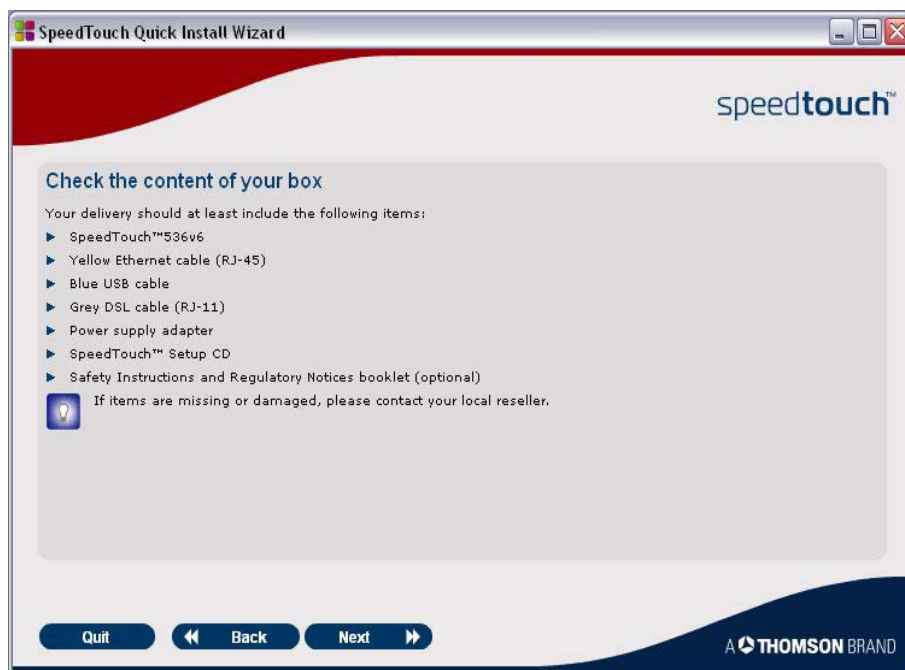 SpeedTouch Quick Install Wizard
speedtouch™
Check the content of your box
Your delivery should at least include the following items:
SpeedTouch™536v6
Yellow Ethernet cable (RJ-45)
Blue USB cable
Grey DSL cable (RJ-11)
Power supply adapter
SpeedTouch™ Setup CD
Safety Instructions and Regulatory Notices booklet (optional)
If items are missing or damaged, please contact your local reseller.
Quit Back Next
A THOMSON BRAND